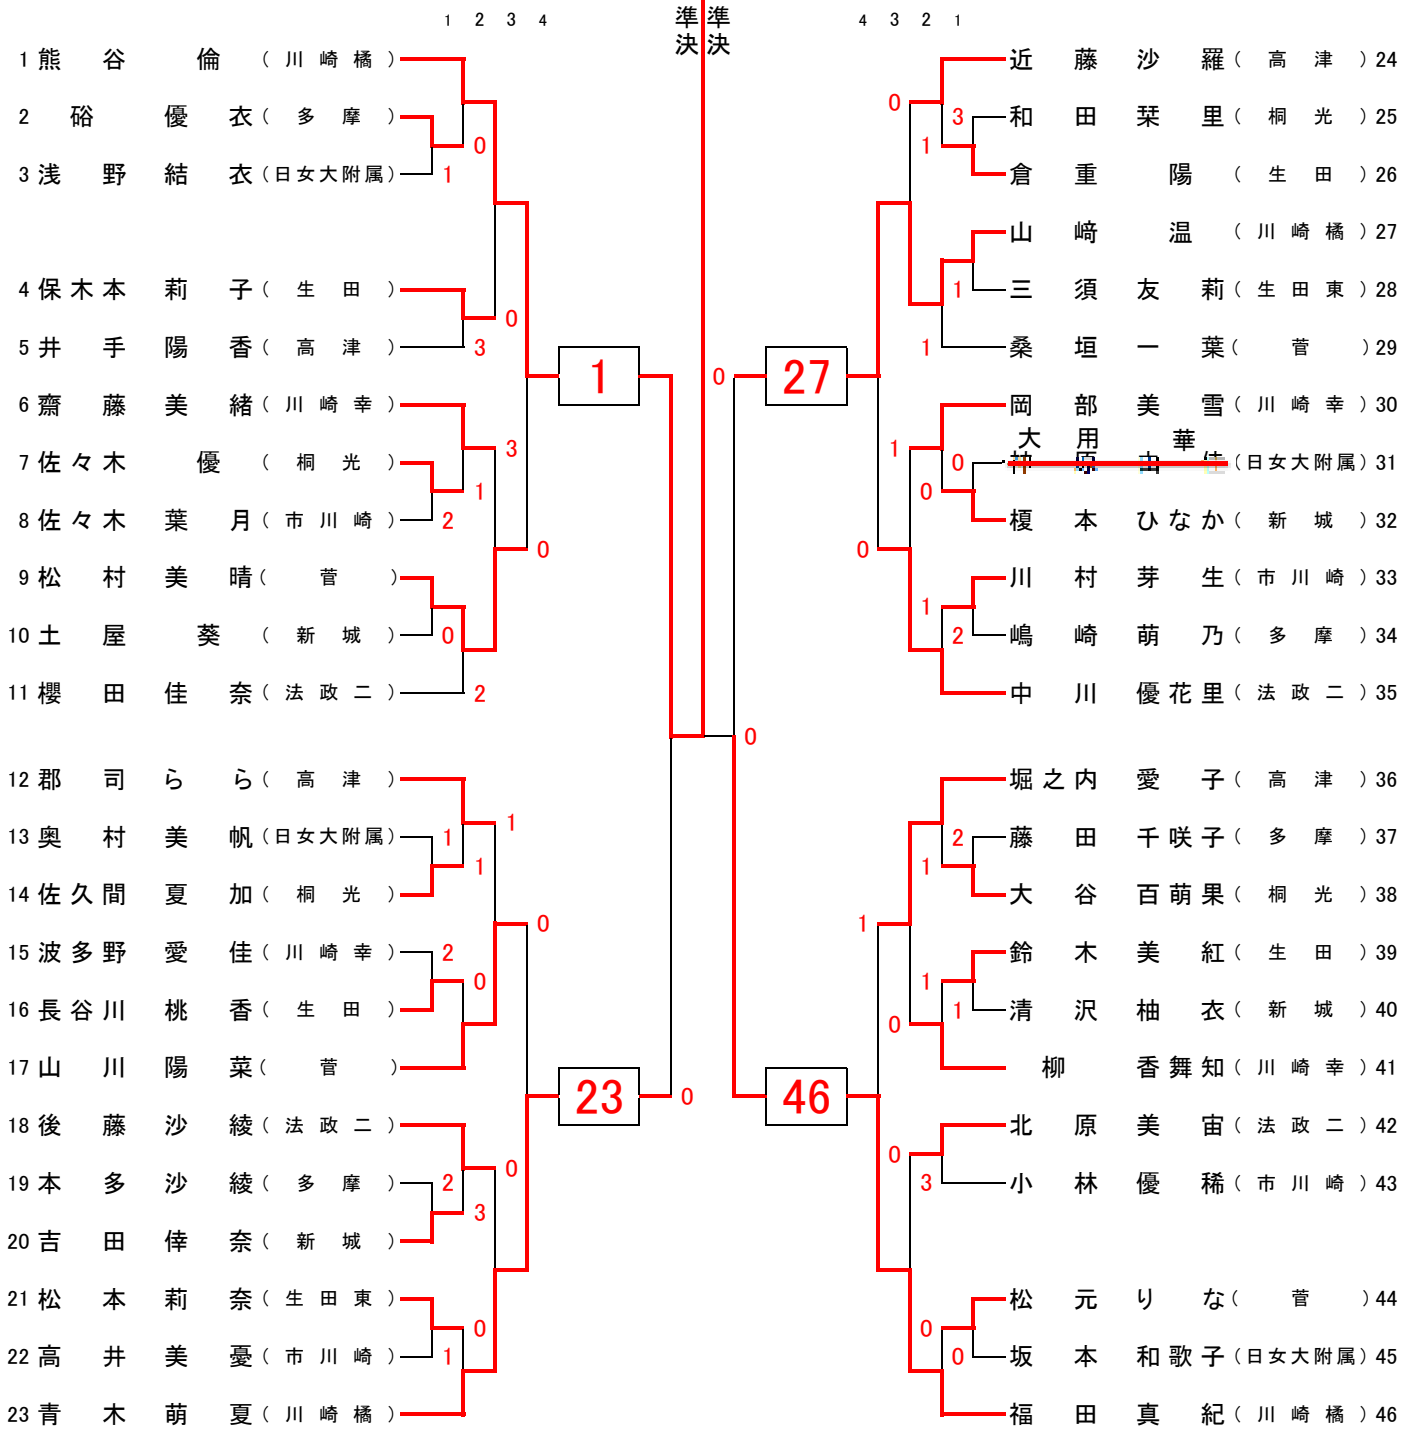 1 2 3 4 準決 準決 4 3 2 1
1 熊谷 倫 (川崎橘)
2 硲 優衣 (多摩)
3 浅野結衣 (日女大附属)
4 保木本莉子 (生田)
5 井手陽香 (高津)
6 齋藤美緒 (川崎幸)
7 佐々木優 (桐光)
8 佐々木葉月 (市川崎)
9 松村美晴 (菅)
10 土屋葵 (新城)
11 櫻田佳奈 (法政二)
12 郡司らら (高津)
13 奥村美帆 (日女大附属)
14 佐久間夏加 (桐光)
15 波多野愛佳 (川崎幸)
16 長谷川桃香 (生田)
17 山川陽菜 (菅)
18 後藤沙綾 (法政二)
19 本多沙綾 (多摩)
20 吉田倖奈 (新城)
21 松本莉奈 (生田東)
22 高井美憂 (市川崎)
23 青木萌夏 (川崎橘)
1 0
3
2
0
1
1 2
1 0
3 2
0 0
3 0
1
2
1 3
1 0
0 2
1 3
1
0
0
0
1
23
0
0
0
27
46
近藤沙羅 (高津) 24
和田栞里 (桐光) 25
倉重陽 (生田) 26
山﨑温 (川崎橘) 27
三須友莉 (生田東) 28
桑垣一葉 (菅) 29
岡部美雪 (川崎幸) 30
大用華
(日女大附属) 31
榎本ひなか (新城) 32
川村芽生 (市川崎) 33
嶋崎萌乃 (多摩) 34
中川優花里 (法政二) 35
堀之内愛子 (高津) 36
藤田千咲子 (多摩) 37
大谷百萌果 (桐光) 38
鈴木美紅 (生田) 39
清沢柚衣 (新城) 40
柳香舞知 (川崎幸) 41
北原美宙 (法政二) 42
小林優稀 (市川崎) 43
松元りな (菅) 44
坂本和歌子 (日女大附属) 45
福田真紀 (川崎橘) 46
0
3
1
1
1
1
0
0
0
1
2
2
1
1
1
1
0
0
3
0
0